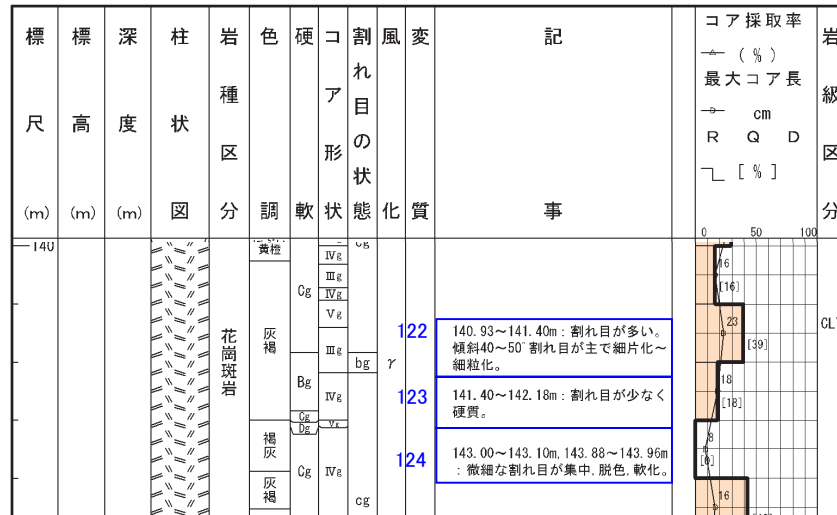 標尺(m)
標高(m)
深度(m)
柱状図
岩種区分
色調
硬軟
コア形状
割れ目の状態
風化
変質
記事
コア採取率
(%)
最大コア長
cm
RQD
[%]
岩級区分
0 50 100
140
黄橙
灰褐
褐灰
灰褐
花崗斑岩
Cg
Bg
Cg
Dg
Cg
Ⅳg
Ⅲg
Ⅳg
Ⅴg
Ⅲg
Ⅳg
Ⅴg
Ⅳg
cg
bg
cg
γ
122
140.93～141.40m:割れ目が多い。
傾斜40～50°割れ目が主で細片化～
細粒化。
123
141.40～142.18m:割れ目が少なく
硬質。
124
143.00～143.10m,143.88～143.96m
:微細な割れ目が集中,脱色,軟化。
16
[16]
23
[39]
18
[18]
8
[0]
16